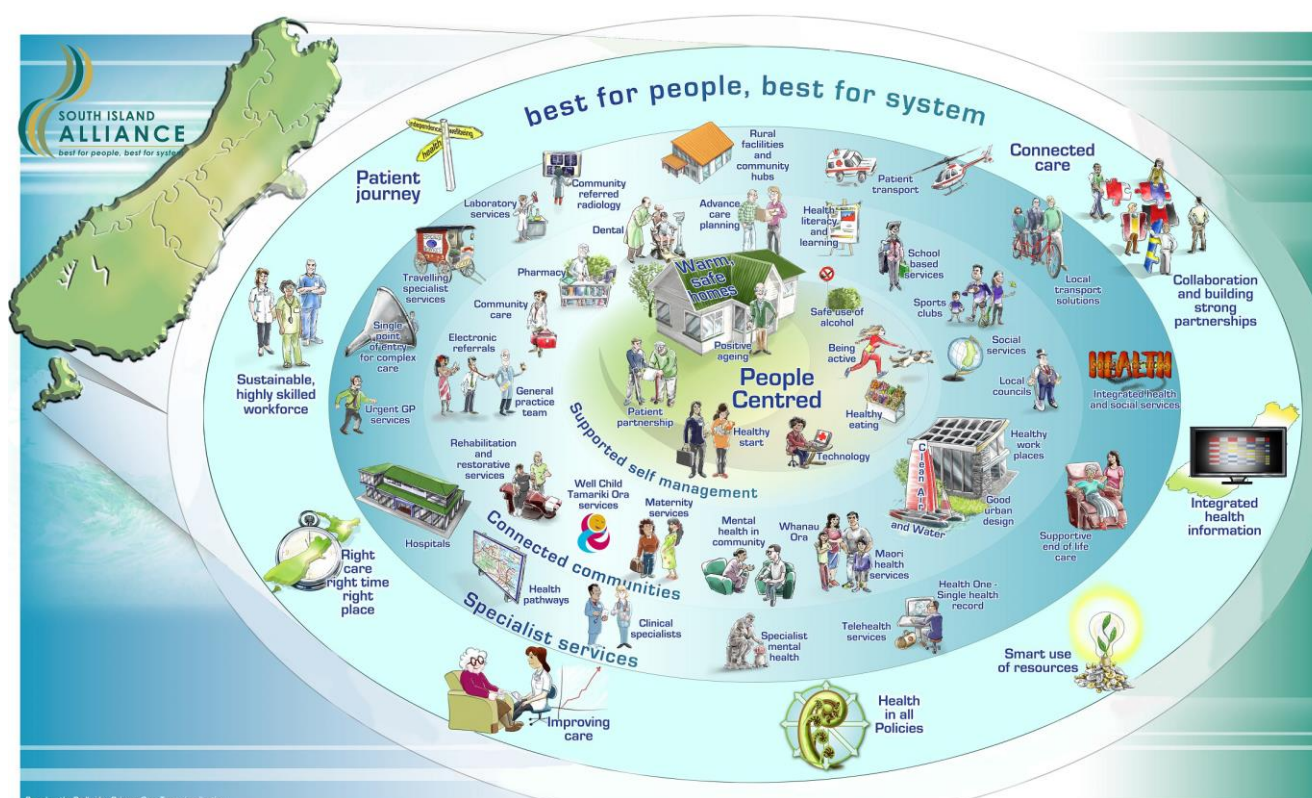 SOUTH ISLAND
ALLIANCE
best for people, best for system
best for people, best for system
Patient
journey
independence
wellbeing
health
Connected care
Collaboration
and building
strong
partnerships
Integrated
health
information
Smart use
of resources
Health
in all
Policies
Improving
care
Right
care
right time
right
place
Sustainable,
highly skilled
workforce
Rural
faclilities and
community
hubs
Patient
transport
Community
referred
radiology
Laboratory
services
Travelling
specialist
services
Single
point
of entry
for complex
care
Urgent GP
services
Hospitals
Health
pathways
Specialist services
Clinical
specialists
Specialist
mental
health
Telehealth
services
Health One -
Single health
record
Supportive
end of life
care
HEALTH
Integrated health
and social services
Local
transport
solutions
Dental
Advance
care
planning
Health
literacy
and
learning
School
based
services
Sports
clubs
Social
services
Local
councils
Healthy
work
places
Good
urban
design
Clean Air
and Water
Maori
health
services
Whanau
Ora
Mental
health in
community
Maternity
services
Well Child
Tamariki Ora
services
Connected communities
Rehabilitation
and
restorative
services
General
practice
team
Electronic
referrals
Community
care
Pharmacy
Warm,
safe
homes
Positive
ageing
Safe use of
alcohol
Being
active
Healthy
eating
Technology
Healthy
start
Patient
partnership
Supported self management
People
Centred